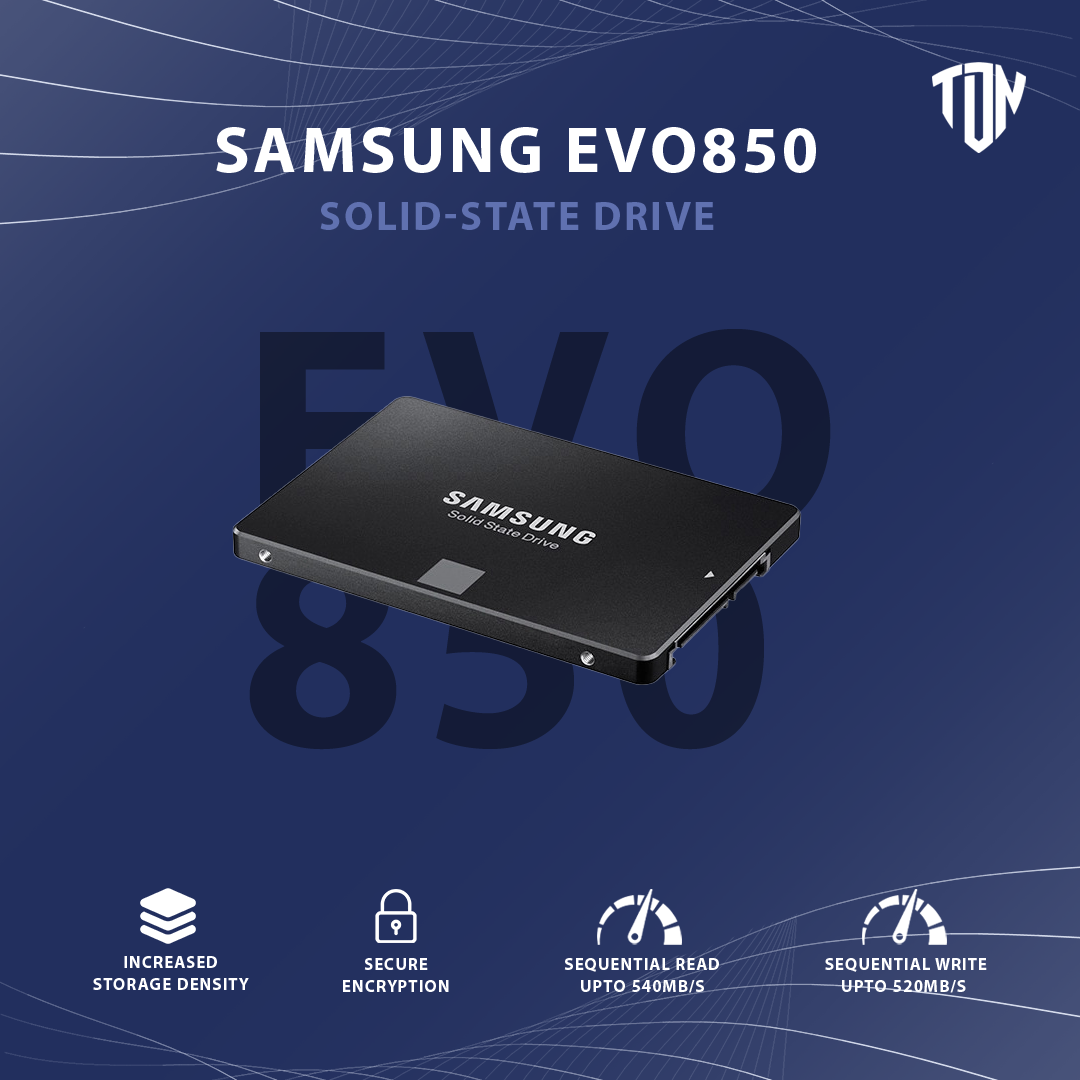 TDN
SAMSUNG EVO850
SOLID-STATE DRIVE
EVO
850
SAMSUNG
Solid State Drive
INCREASED
STORAGE DENSITY
SECURE
ENCRYPTION
SEQUENTIAL READ
UPTO 540MB/S
SEQUENTIAL WRITE
UPTO 520MB/S